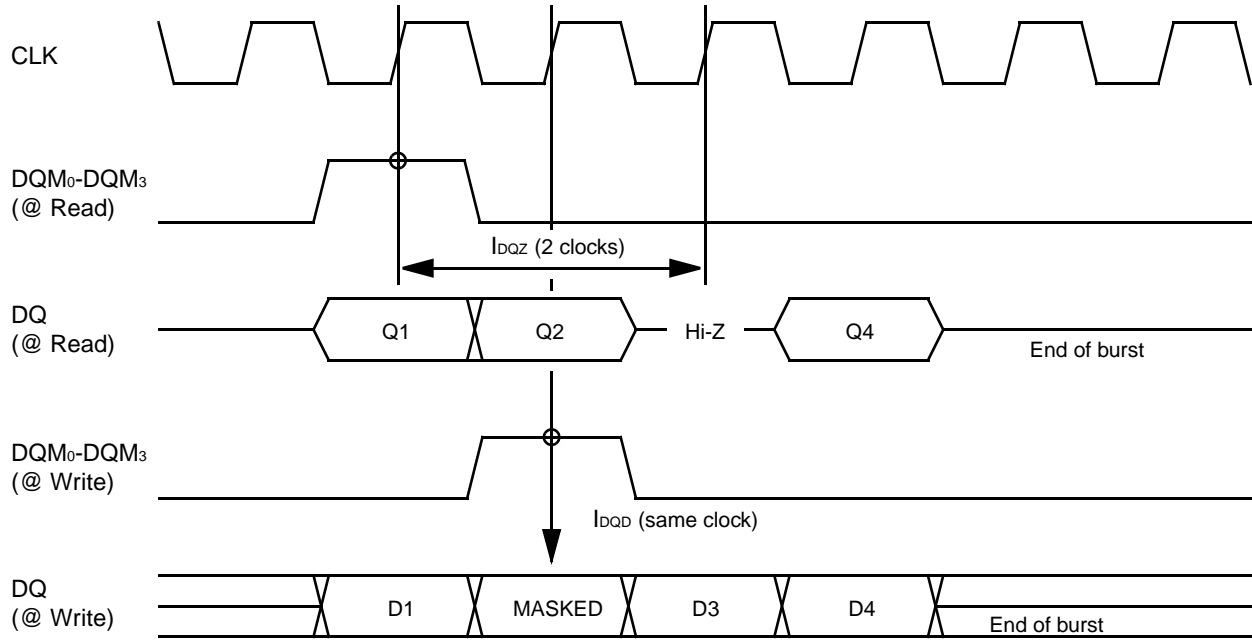 CLK
DQM0-DQM3
(@ Read)
IDQZ (2 clocks)
DQ
(@ Read)
Q1
Q2
Hi-Z
Q4
End of burst
DQM0-DQM3
(@ Write)
IDQD (same clock)
DQ
(@ Write)
D1
MASKED
D3
D4
End of burst